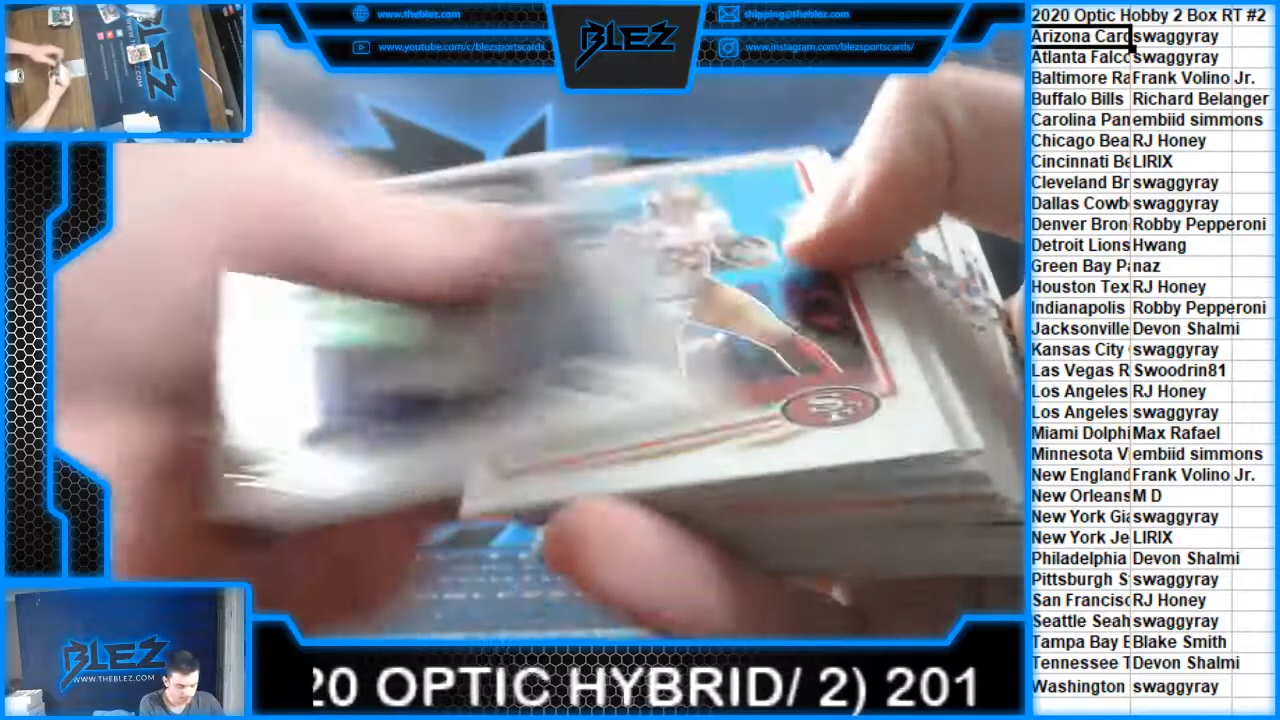 www.theblez.com
shipping@theblez.com
www.youtube.com/c/blezsportscards
www.instagram.com/blezsportscards/
BLEZ
2020 Optic Hobby 2 Box RT #2
Arizona Card swaggyray
Atlanta Falco swaggyray
Baltimore Ra Frank Volino Jr.
Buffalo Bills Richard Belanger
Carolina Pan embiid simmons
Chicago Bea RJ Honey
Cincinnati Be LIRIX
Cleveland Br swaggyray
Dallas Cowb swaggyray
Denver Bron Robby Pepperoni
Detroit Lions Hwang
Green Bay Pa naz
Houston Tex RJ Honey
Indianapolis Robby Pepperoni
Jacksonville Devon Shalmi
Kansas City swaggyray
Las Vegas R Swoodrin81
Los Angeles RJ Honey
Los Angeles swaggyray
Miami Dolphi Max Rafael
Minnesota Vi embiid simmons
New England Frank Volino Jr.
New Orleans M D
New York Gia swaggyray
New York Je LIRIX
Philadelphia Devon Shalmi
Pittsburgh S swaggyray
San Francisc RJ Honey
Seattle Seah swaggyray
Tampa Bay B Blake Smith
Tennessee T Devon Shalmi
Washington swaggyray
BLEZ
WWW.THEBLEZ.COM
20 OPTIC HYBRID/ 2) 201